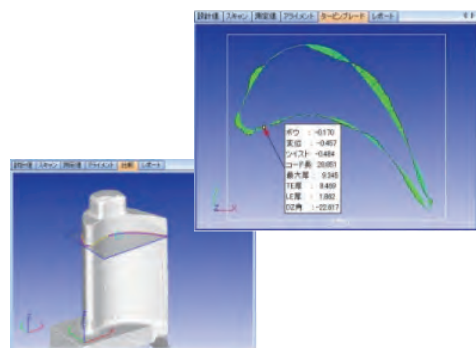 設計値 スキャン 測定値 アライメント タービンブレード レポート
ボウ : -0.170
変位 : -0.457
ツイスト : -0.484
コード長 : 28.651
最大厚 : 9.345
TE厚 : 8.469
LE厚 : 1.862
Z X
設計値 スキャン 測定値 アライメント 比較 レポート